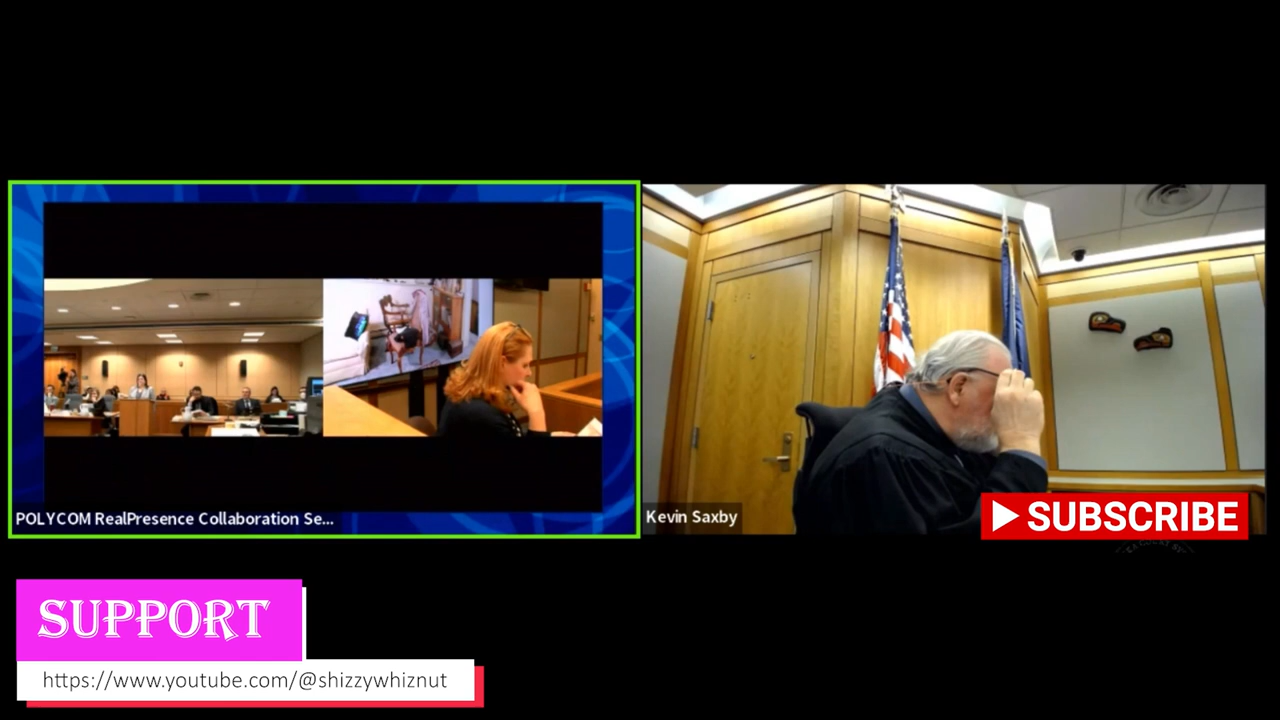 POLYCOM RealPresence Collaboration Se...
Kevin Saxby
SUBSCRIBE
SUPPORT
https://www.youtube.com/@shizzywhiznut